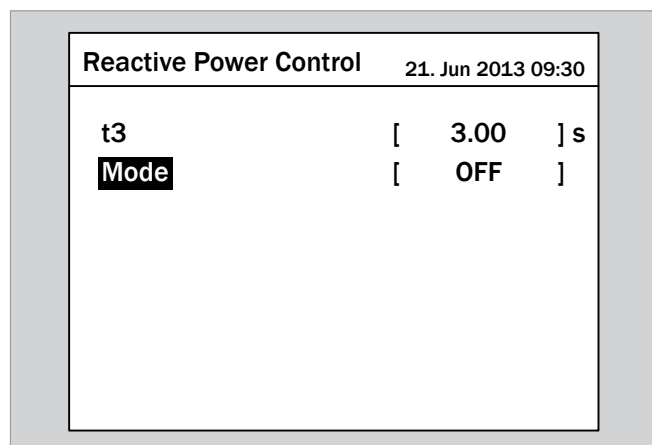 Reactive Power Control 21. Jun 2013 09:30
t3 [ 3.00 ] s
Mode [ OFF ]